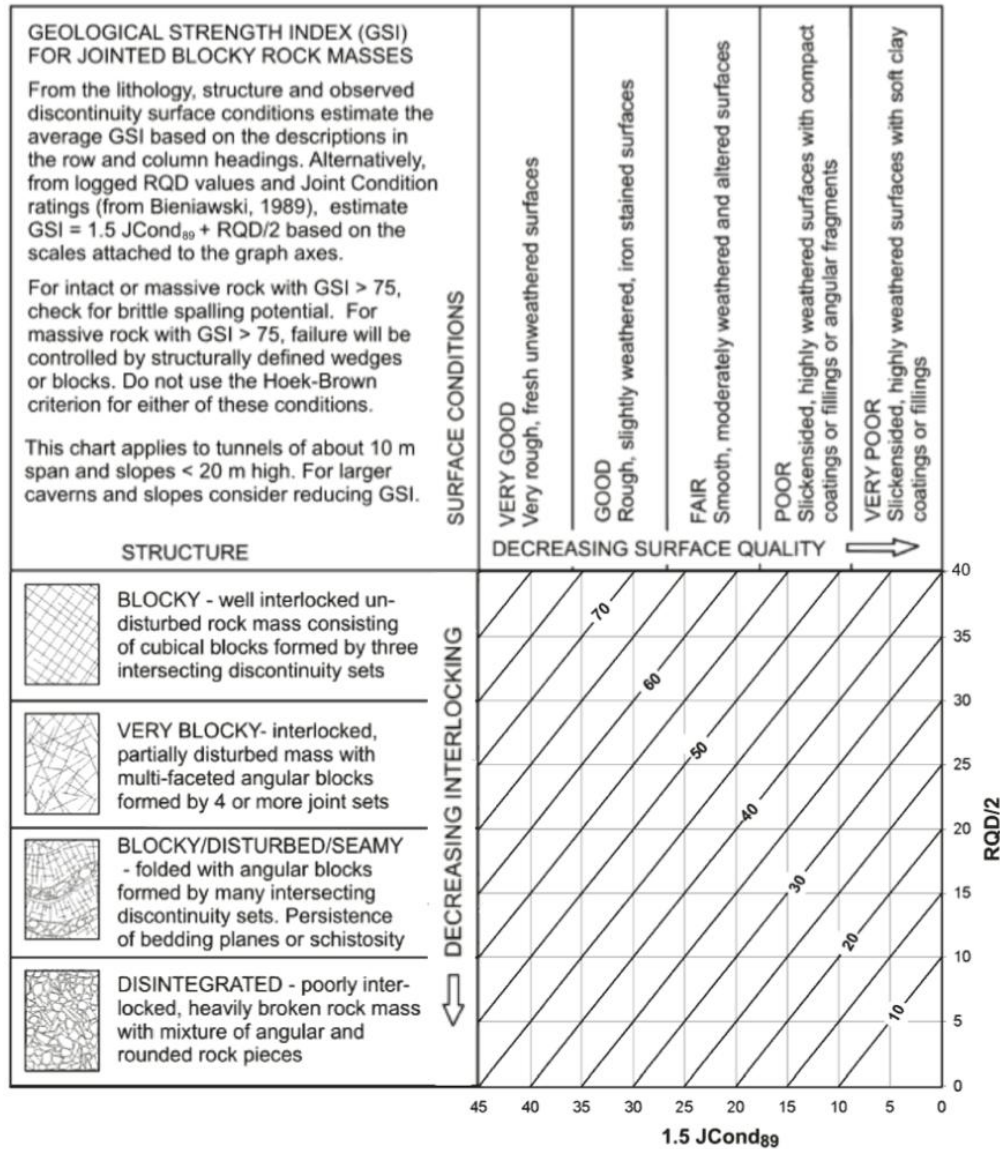 GEOLOGICAL STRENGTH INDEX (GSI)
FOR JOINTED BLOCKY ROCK MASSES
From the lithology, structure and observed
discontinuity surface conditions estimate the
average GSI based on the descriptions in
the row and column headings. Alternatively,
from logged RQD values and Joint Condition
ratings (from Bieniawski, 1989), estimate
GSI = 1.5 JCond₈₉ + RQD/2 based on the
scales attached to the graph axes.
For intact or massive rock with GSI > 75,
check for brittle spalling potential. For
massive rock with GSI > 75, failure will be
controlled by structurally defined wedges
or blocks. Do not use the Hoek-Brown
criterion for either of these conditions.
This chart applies to tunnels of about 10 m
span and slopes < 20 m high. For larger
caverns and slopes consider reducing GSI.
STRUCTURE
SURFACE CONDITIONS
VERY GOOD
Very rough, fresh unweathered surfaces
GOOD
Rough, slightly weathered, iron stained surfaces
FAIR
Smooth, moderately weathered and altered surfaces
POOR
Slickensided, highly weathered surfaces with compact
coatings or fillings or angular fragments
VERY POOR
Slickensided, highly weathered surfaces with soft clay
coatings or fillings
DECREASING SURFACE QUALITY
BLOCKY - well interlocked un-
disturbed rock mass consisting
of cubical blocks formed by three
intersecting discontinuity sets
VERY BLOCKY- interlocked,
partially disturbed mass with
multi-faceted angular blocks
formed by 4 or more joint sets
BLOCKY/DISTURBED/SEAMY
- folded with angular blocks
formed by many intersecting
discontinuity sets. Persistence
of bedding planes or schistosity
DISINTEGRATED - poorly inter-
locked, heavily broken rock mass
with mixture of angular and
rounded rock pieces
DECREASING INTERLOCKING
70
60
50
40
30
20
10
40
35
30
25
20
15
10
5
0
RQD/2
45 40 35 30 25 20 15 10 5 0
1.5 JCond₈₉